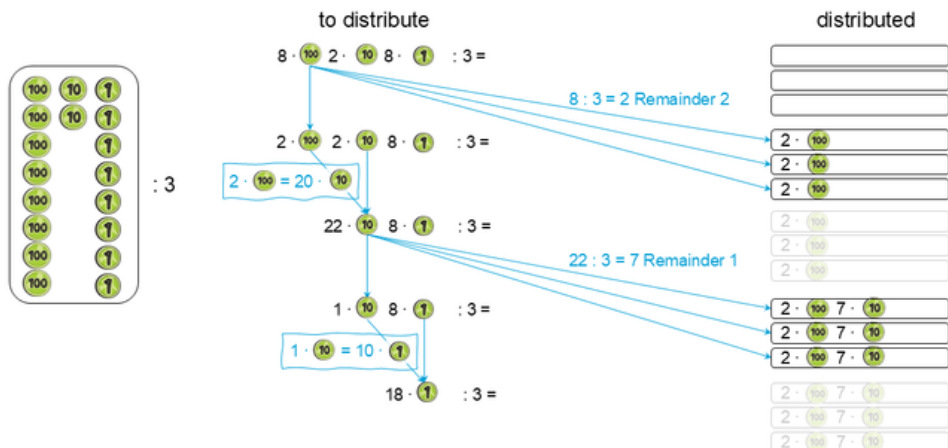 to distribute
distributed
100 10 1
100 10 1
100 1
100 1
100 1
100 1
100 1
100 1
: 3
8 · 100 2 · 10 8 · 1 : 3 =
8 : 3 = 2 Remainder 2
2 · 100 2 · 10 8 · 1 : 3 =
2 · 100
2 · 100
2 · 100
2 · 100 = 20 · 10
22 · 10 8 · 1 : 3 =
2 · 100
2 · 100
2 · 100
22 : 3 = 7 Remainder 1
1 · 10 8 · 1 : 3 =
2 · 100 7 · 10
2 · 100 7 · 10
2 · 100 7 · 10
1 · 10 = 10 · 1
18 · 1 : 3 =
2 · 100 7 · 10
2 · 100 7 · 10
2 · 100 7 · 10